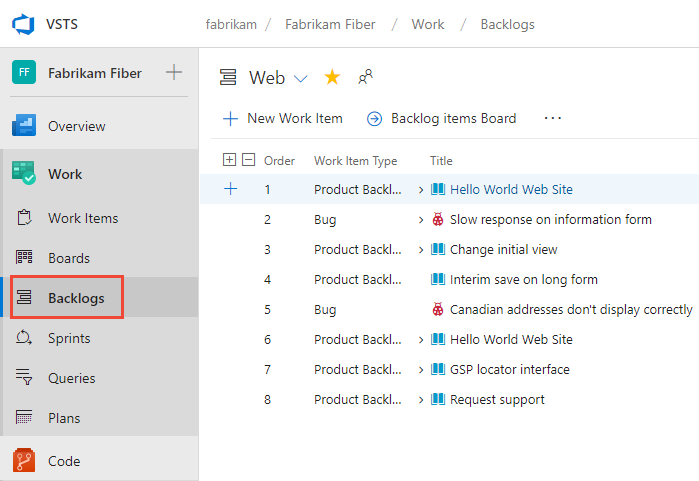 VSTS
fabrikam / Fabrikam Fiber / Work / Backlogs
FF Fabrikam Fiber
Overview
Work
Work Items
Boards
Backlogs
Sprints
Queries
Plans
Code
Web
New Work Item Backlog items Board ...
Order Work Item Type Title
1 Product Backl... Hello World Web Site
2 Bug Slow response on information form
3 Product Backl... Change initial view
4 Product Backl... Interim save on long form
5 Bug Canadian addresses don't display correctly
6 Product Backl... Hello World Web Site
7 Product Backl... GSP locator interface
8 Product Backl... Request support